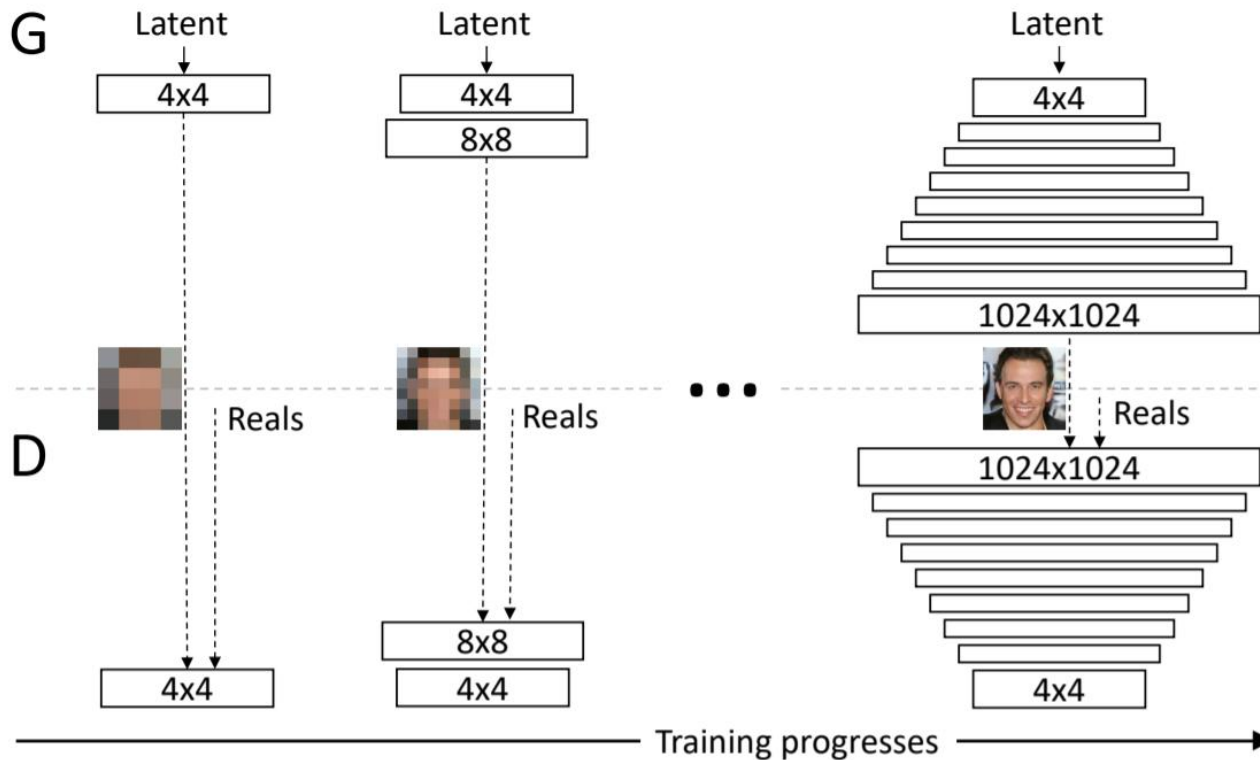 G
Latent
Latent
Latent
4x4
4x4
4x4
8x8
1024x1024
Reals
Reals
Reals
D
1024x1024
8x8
4x4
4x4
4x4
Training progresses